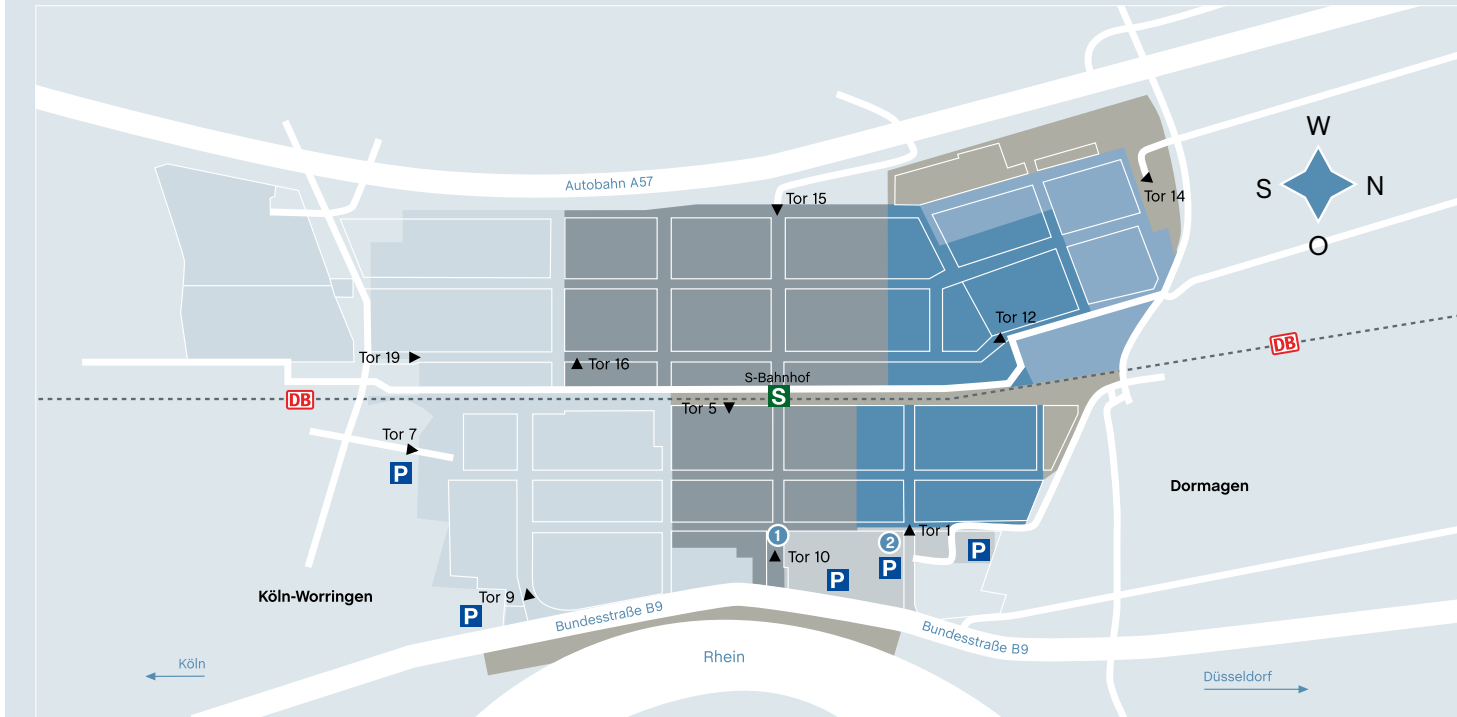 W
S
N
O
Autobahn A57
Tor 15
Tor 14
Tor 12
Tor 19
Tor 16
S-Bahnhof
S
DB
DB
Tor 5
Tor 7
P
Dormagen
1
2
Tor 1
Tor 10
P
P
P
Köln-Worringen
Tor 9
P
Bundesstraße B9
Bundesstraße B9
Rhein
Köln
Düsseldorf